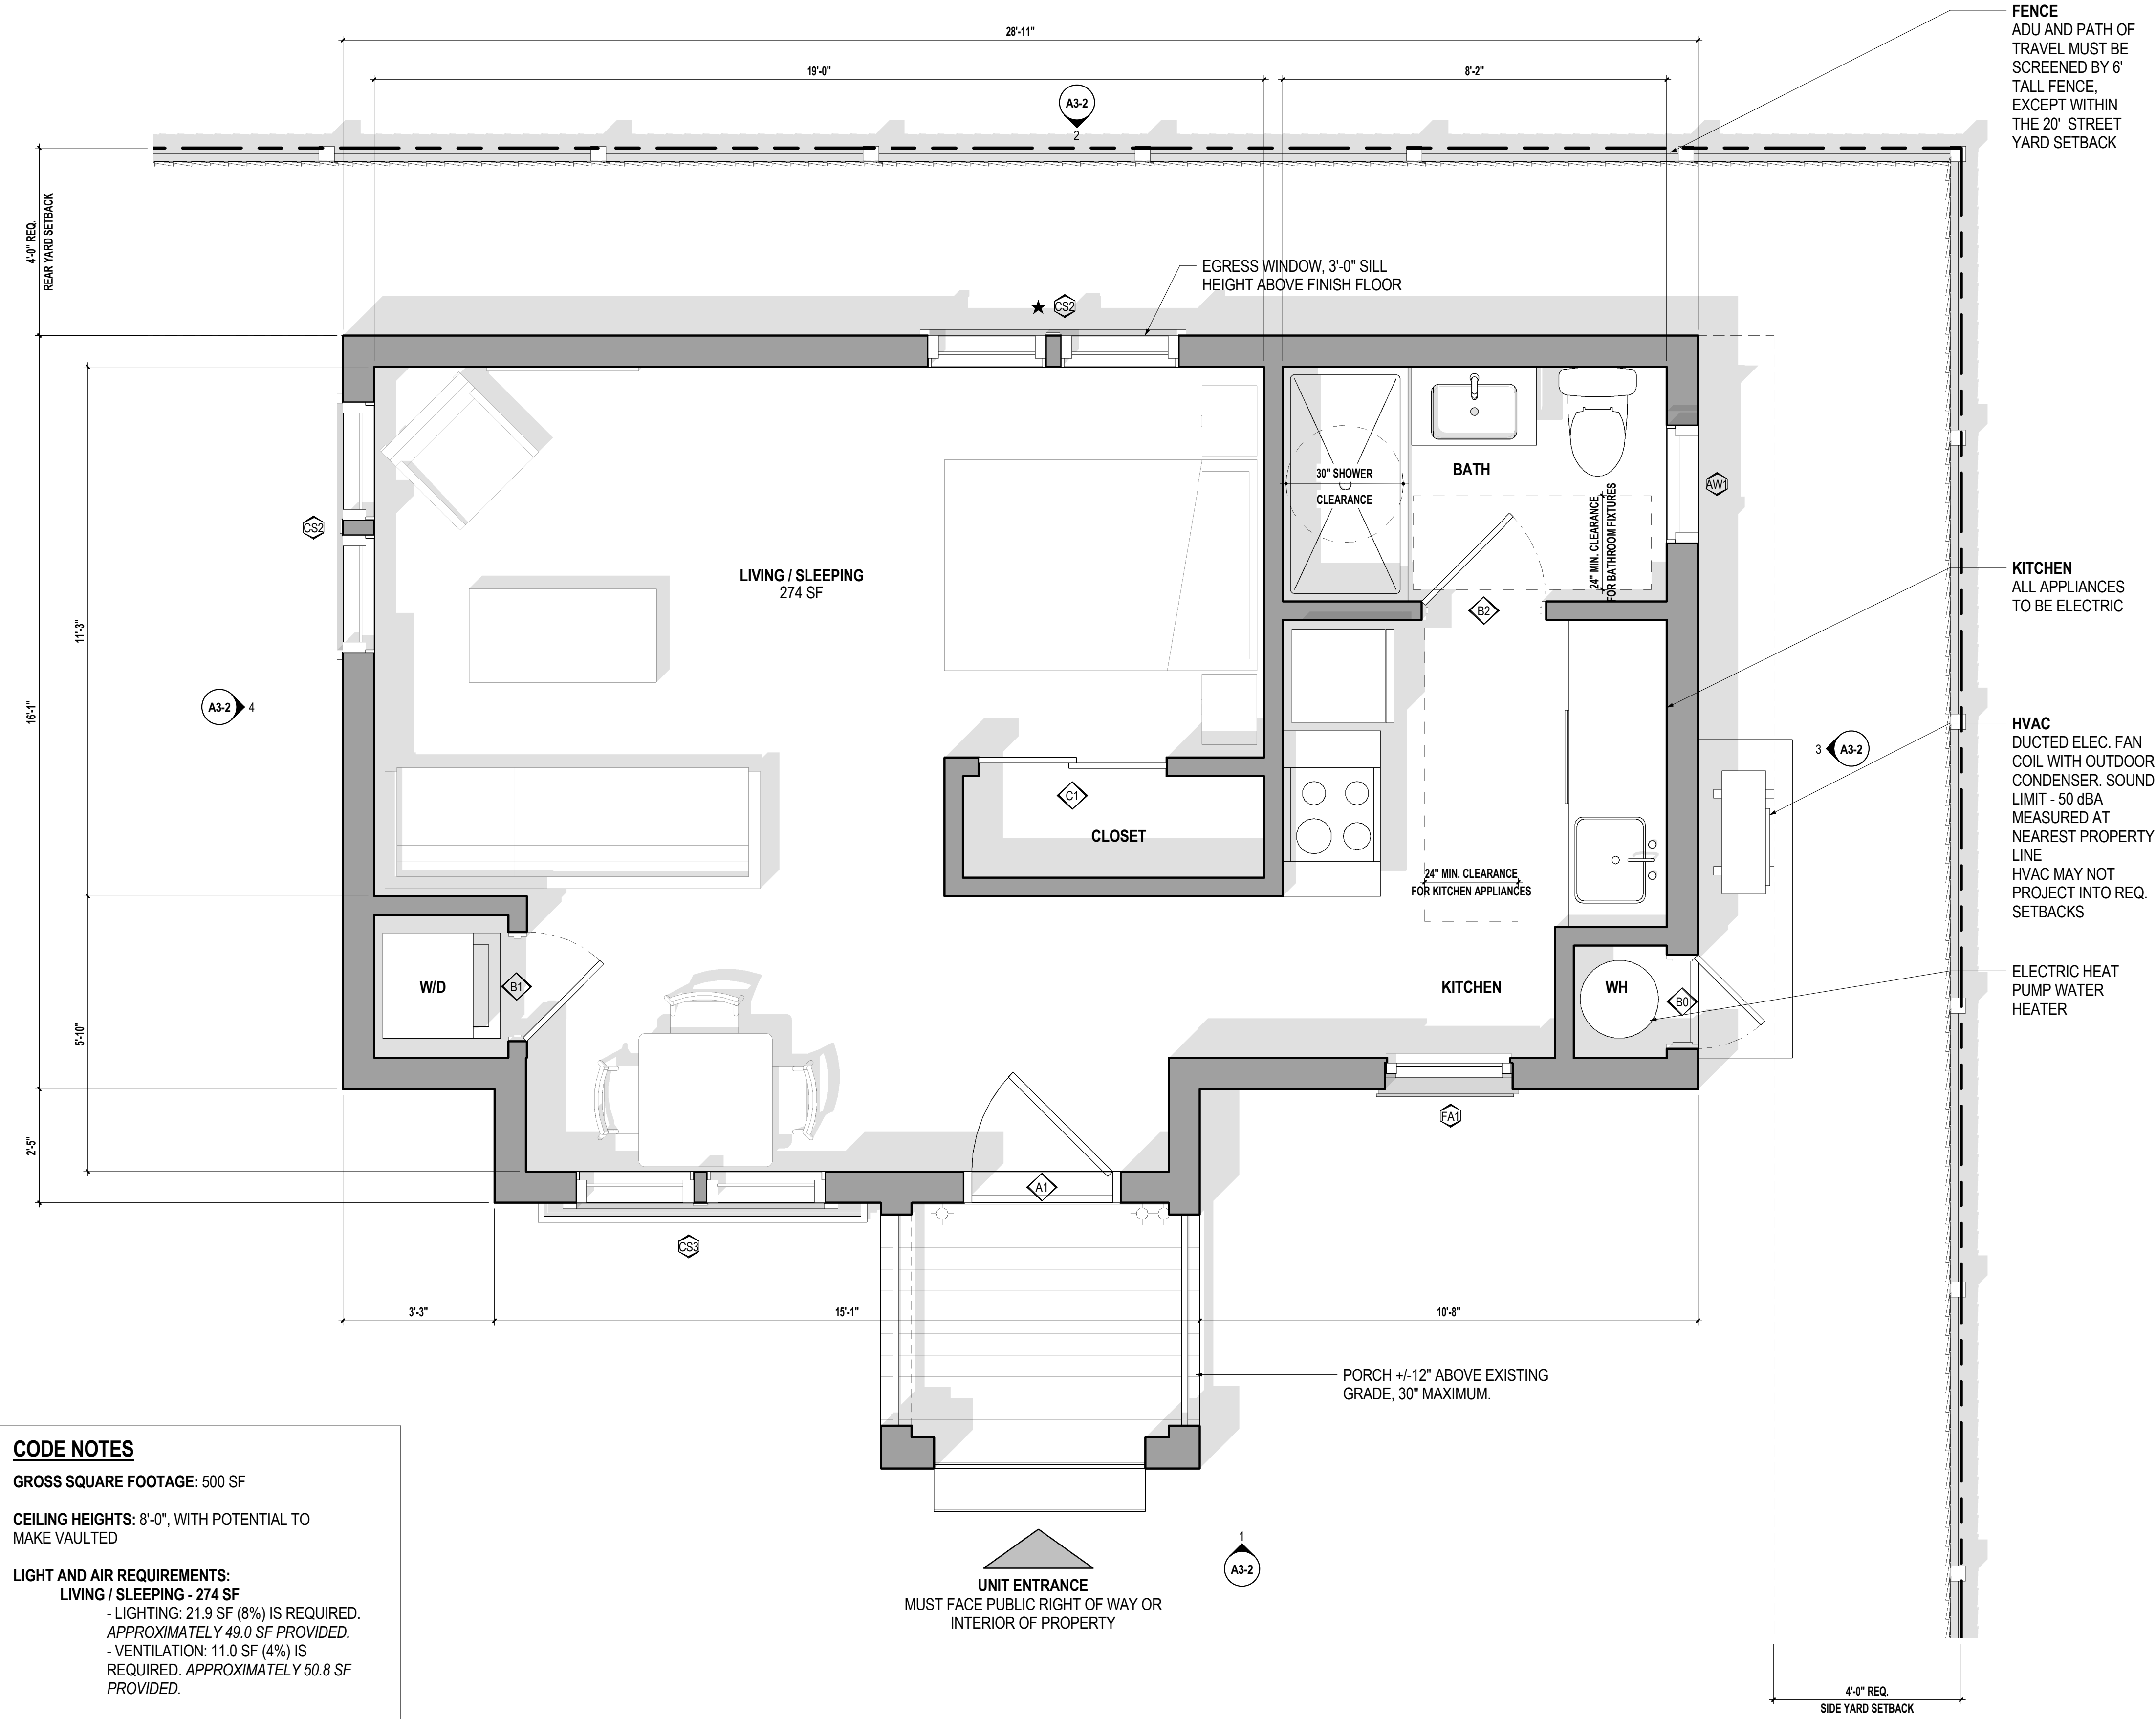 FENCE
ADU AND PATH OF
TRAVEL MUST BE
SCREENED BY 6'
TALL FENCE,
EXCEPT WITHIN
THE 20' STREET
YARD SETBACK
28'-11"
19'-0"
8'-2"
A3-2
2
4'-0" REQ.
REAR YARD SETBACK
EGRESS WINDOW, 3'-0" SILL
HEIGHT ABOVE FINISH FLOOR
★ CS2
30" SHOWER
CLEARANCE
BATH
AW1
24" MIN. CLEARANCE
FOR BATHROOM FIXTURES
CS2
LIVING / SLEEPING
274 SF
B2
KITCHEN
ALL APPLIANCES
TO BE ELECTRIC
11'-3"
16'-1"
A3-2 4
3 A3-2
HVAC
DUCTED ELEC. FAN
COIL WITH OUTDOOR
CONDENSER. SOUND
LIMIT - 50 dBA
MEASURED AT
NEAREST PROPERTY
LINE
HVAC MAY NOT
PROJECT INTO REQ.
SETBACKS
C1
CLOSET
24" MIN. CLEARANCE
FOR KITCHEN APPLIANCES
W/D
B1
KITCHEN
WH
B0
ELECTRIC HEAT
PUMP WATER
HEATER
5'-10"
2'-5"
FA1
A1
CS3
3'-3"
15'-1"
10'-8"
PORCH +/-12" ABOVE EXISTING
GRADE, 30" MAXIMUM.
1
A3-2
UNIT ENTRANCE
MUST FACE PUBLIC RIGHT OF WAY OR
INTERIOR OF PROPERTY
CODE NOTES
GROSS SQUARE FOOTAGE: 500 SF
CEILING HEIGHTS: 8'-0", WITH POTENTIAL TO
MAKE VAULTED
LIGHT AND AIR REQUIREMENTS:
LIVING / SLEEPING - 274 SF
- LIGHTING: 21.9 SF (8%) IS REQUIRED.
APPROXIMATELY 49.0 SF PROVIDED.
- VENTILATION: 11.0 SF (4%) IS
REQUIRED. APPROXIMATELY 50.8 SF
PROVIDED.
4'-0" REQ.
SIDE YARD SETBACK